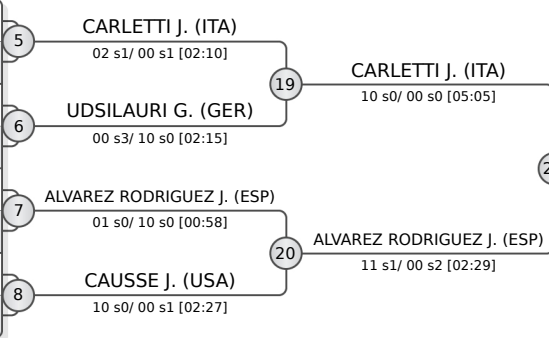 CARLETTI J. (ITA)
5
02 s1/ 00 s1 [02:10]
19
CARLETTI J. (ITA)
10 s0/ 00 s0 [05:05]
UDSILAURI G. (GER)
6
00 s3/ 10 s0 [02:15]
ALVAREZ RODRIGUEZ J. (ESP)
7
01 s0/ 10 s0 [00:58]
20
ALVAREZ RODRIGUEZ J. (ESP)
11 s1/ 00 s2 [02:29]
CAUSSE J. (USA)
8
10 s0/ 00 s1 [02:27]